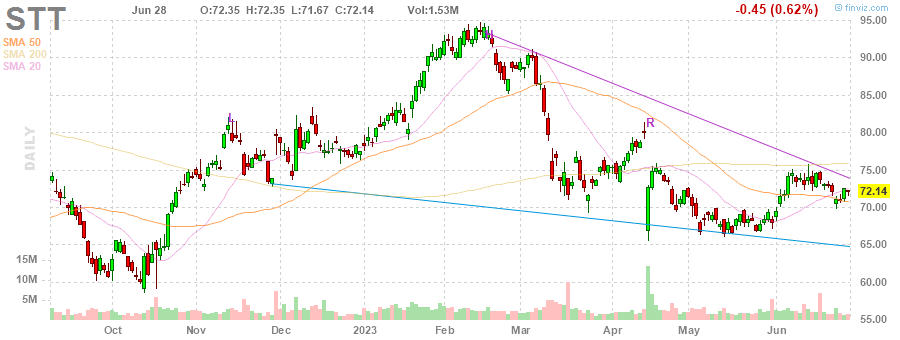 STT Jun 28 O:72.35 H:72.35 L:71.67 C:72.14 Vol:1.53M -0.45 (0.62%) finviz.com
SMA 50
SMA 200
SMA 20
DAILY
95.00
90.00
85.00
80.00
75.00
72.14
70.00
65.00
60.00
55.00
15M
10M
5M
R
Oct Nov Dec 2023 Feb Mar Apr May Jun